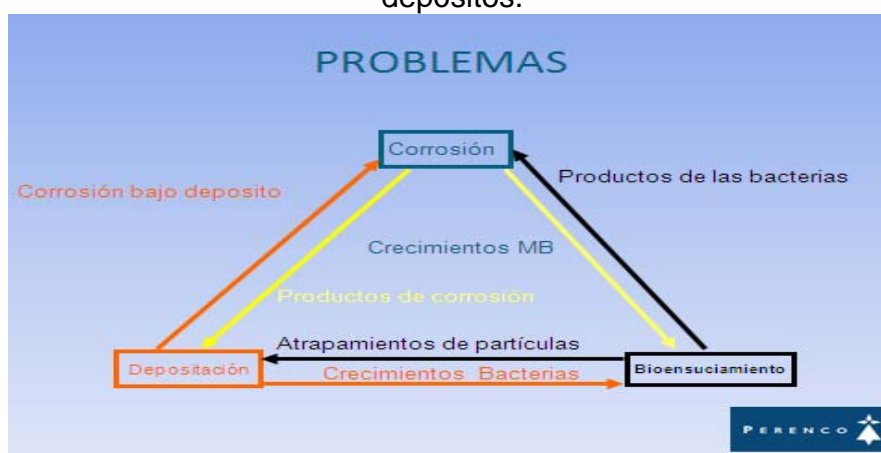 depósitos.
PROBLEMAS
Corrosión
Productos de las bacterias
Corrosión bajo deposito
Crecimientos MB
Productos de corrosión
Atrapamientos de partículas
Depositación
Crecimientos Bacterias
Bioensuciamiento
PERENCO